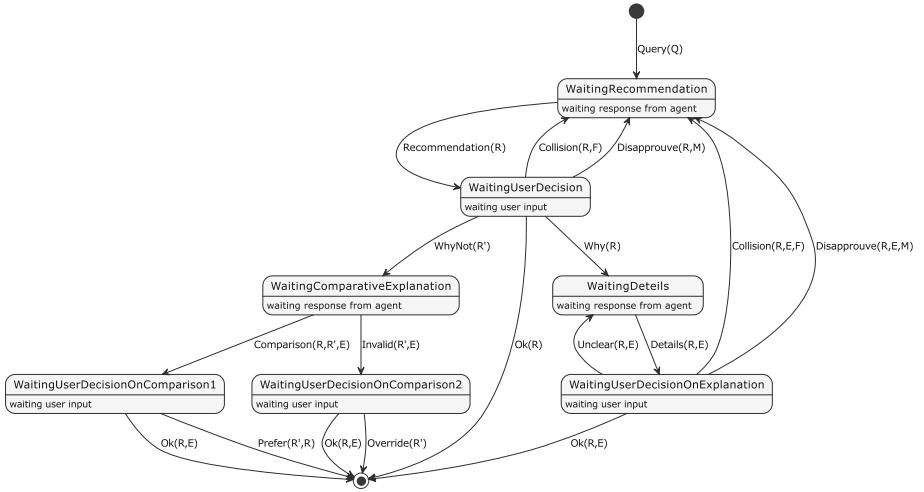 Query(Q)
WaitingRecommendation
waiting response from agent
Recommendation(R)
Collision(R,F)
Disapprouve(R,M)
WaitingUserDecision
waiting user input
WhyNot(R')
Why(R)
Collision(R,E,F)
Disapprouve(R,E,M)
WaitingComparativeExplanation
waiting response from agent
WaitingDeteils
waiting response from agent
Comparison(R,R',E)
Invalid(R',E)
Ok(R)
Unclear(R,E)
Details(R,E)
WaitingUserDecisionOnComparison1
waiting user input
WaitingUserDecisionOnComparison2
waiting user input
WaitingUserDecisionOnExplanation
waiting user input
Ok(R,E)
Prefer(R',R)
Ok(R,E)
Override(R')
Ok(R,E)